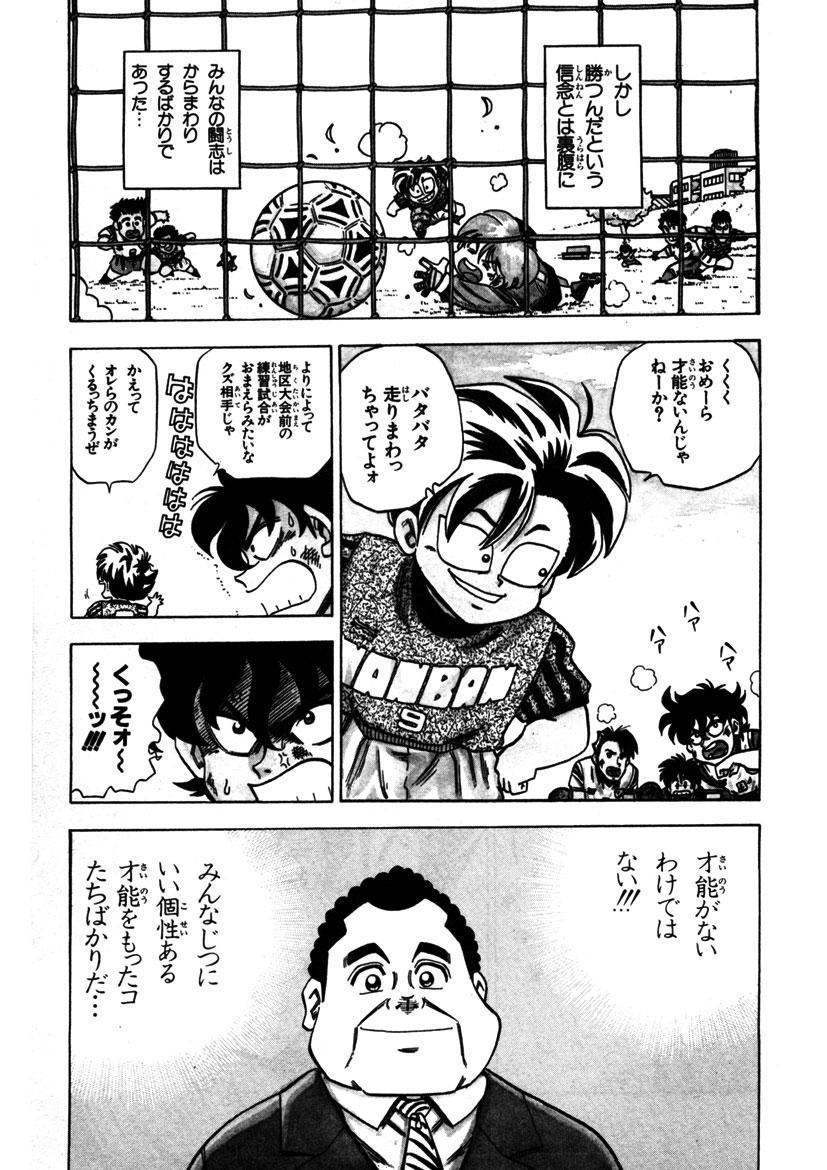 しかし
勝つんだという
信念とは裏腹に
みんなの闘志は
からまわり
するばかりで
あった…
くくく
おめーら
才能ないんじゃ
ねーか?
バタバタ
走りまわっ
ちゃってよォ
ハァ
ハァ
ハァ
NANBAN
9
よりによって
地区大会前の
練習試合が
おまえらみたいな
クズ相手じゃ
かえって
オレらのカンが
くるっちまうぜ
はははははは
くっそォ〜
〜〜ッ!!!
才能がない
わけでは
ない!!!
みんなじつに
いい個性ある
才能をもったコ
たちばかりだ…